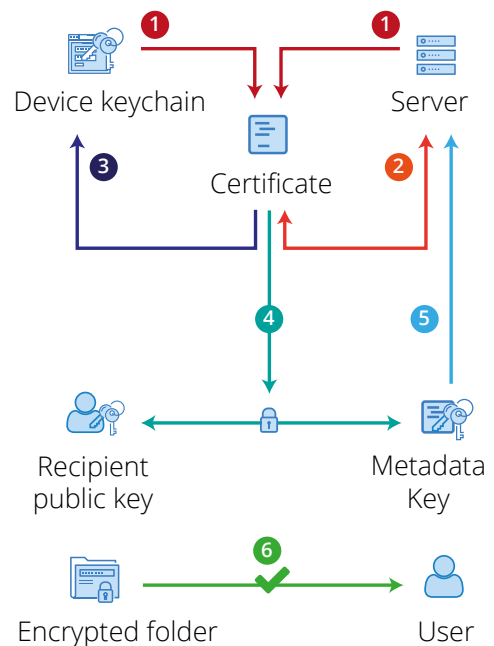 1
1
Device keychain
Server
3
2
Certificate
4
5
Recipient
public key
Metadata
Key
6
Encrypted folder
User